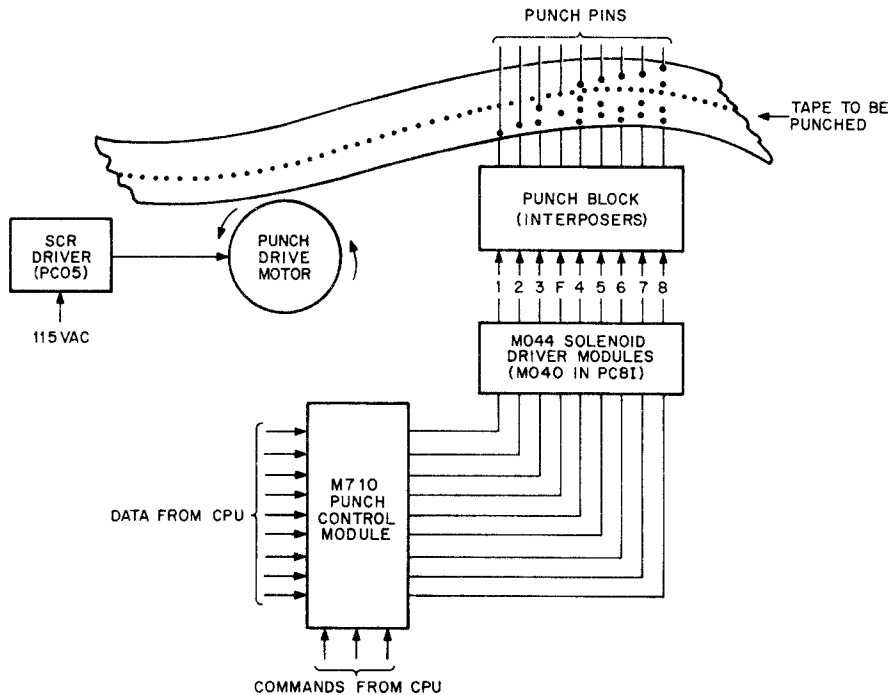 PUNCH PINS
TAPE TO BE
PUNCHED
PUNCH BLOCK
(INTERPOSERS)
SCR
DRIVER
(PC05)
PUNCH
DRIVE
MOTOR
115VAC
1 2 3 F 4 5 6 7 8
M044 SOLENOID
DRIVER MODULES
(M040 IN PC8I)
M710
PUNCH
CONTROL
MODULE
DATA FROM CPU
COMMANDS FROM CPU